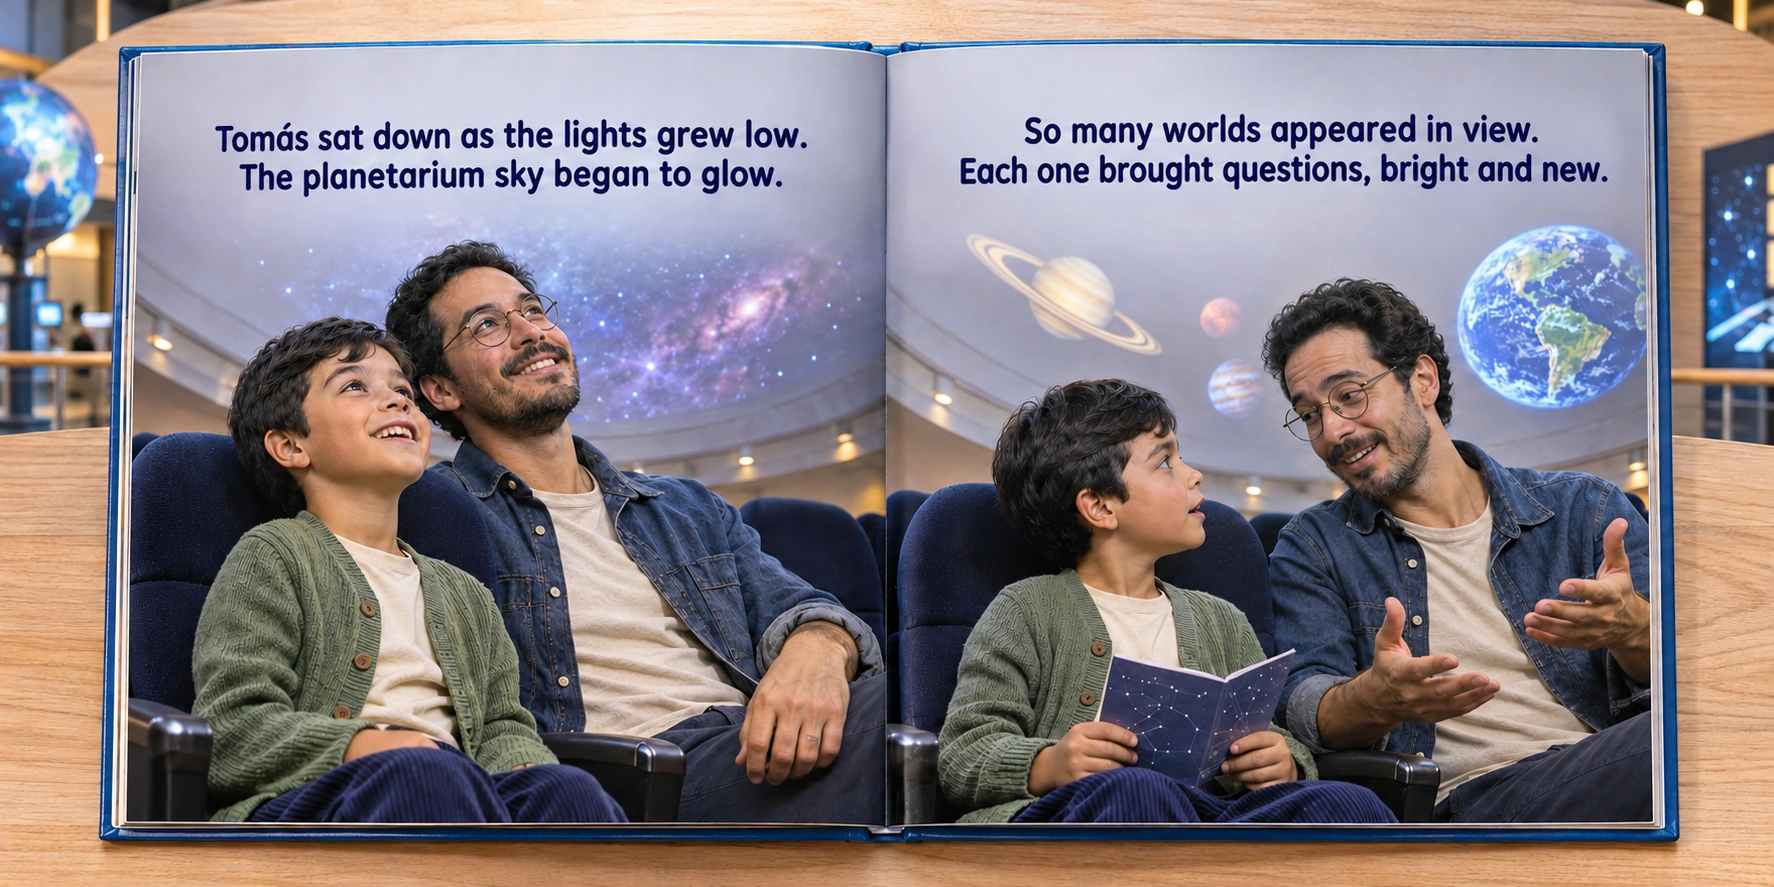 Tomás sat down as the lights grew low.
The planetarium sky began to glow.
So many worlds appeared in view.
Each one brought questions, bright and new.